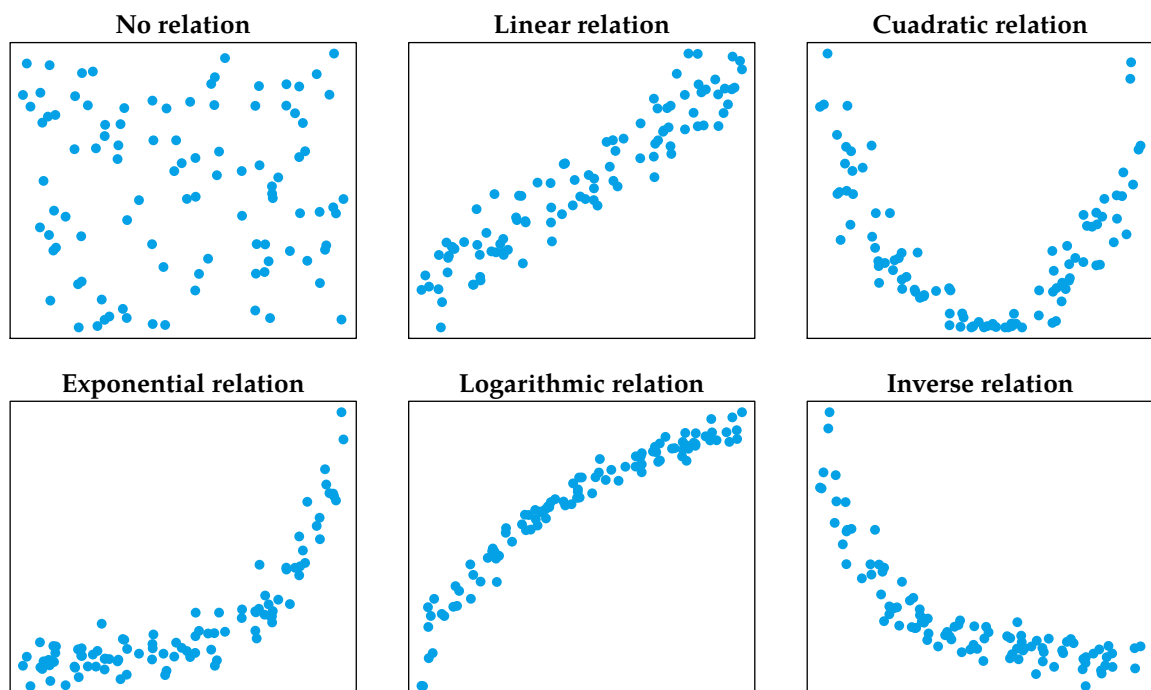 No relation
Linear relation
Cuadratic relation
Exponential relation
Logarithmic relation
Inverse relation